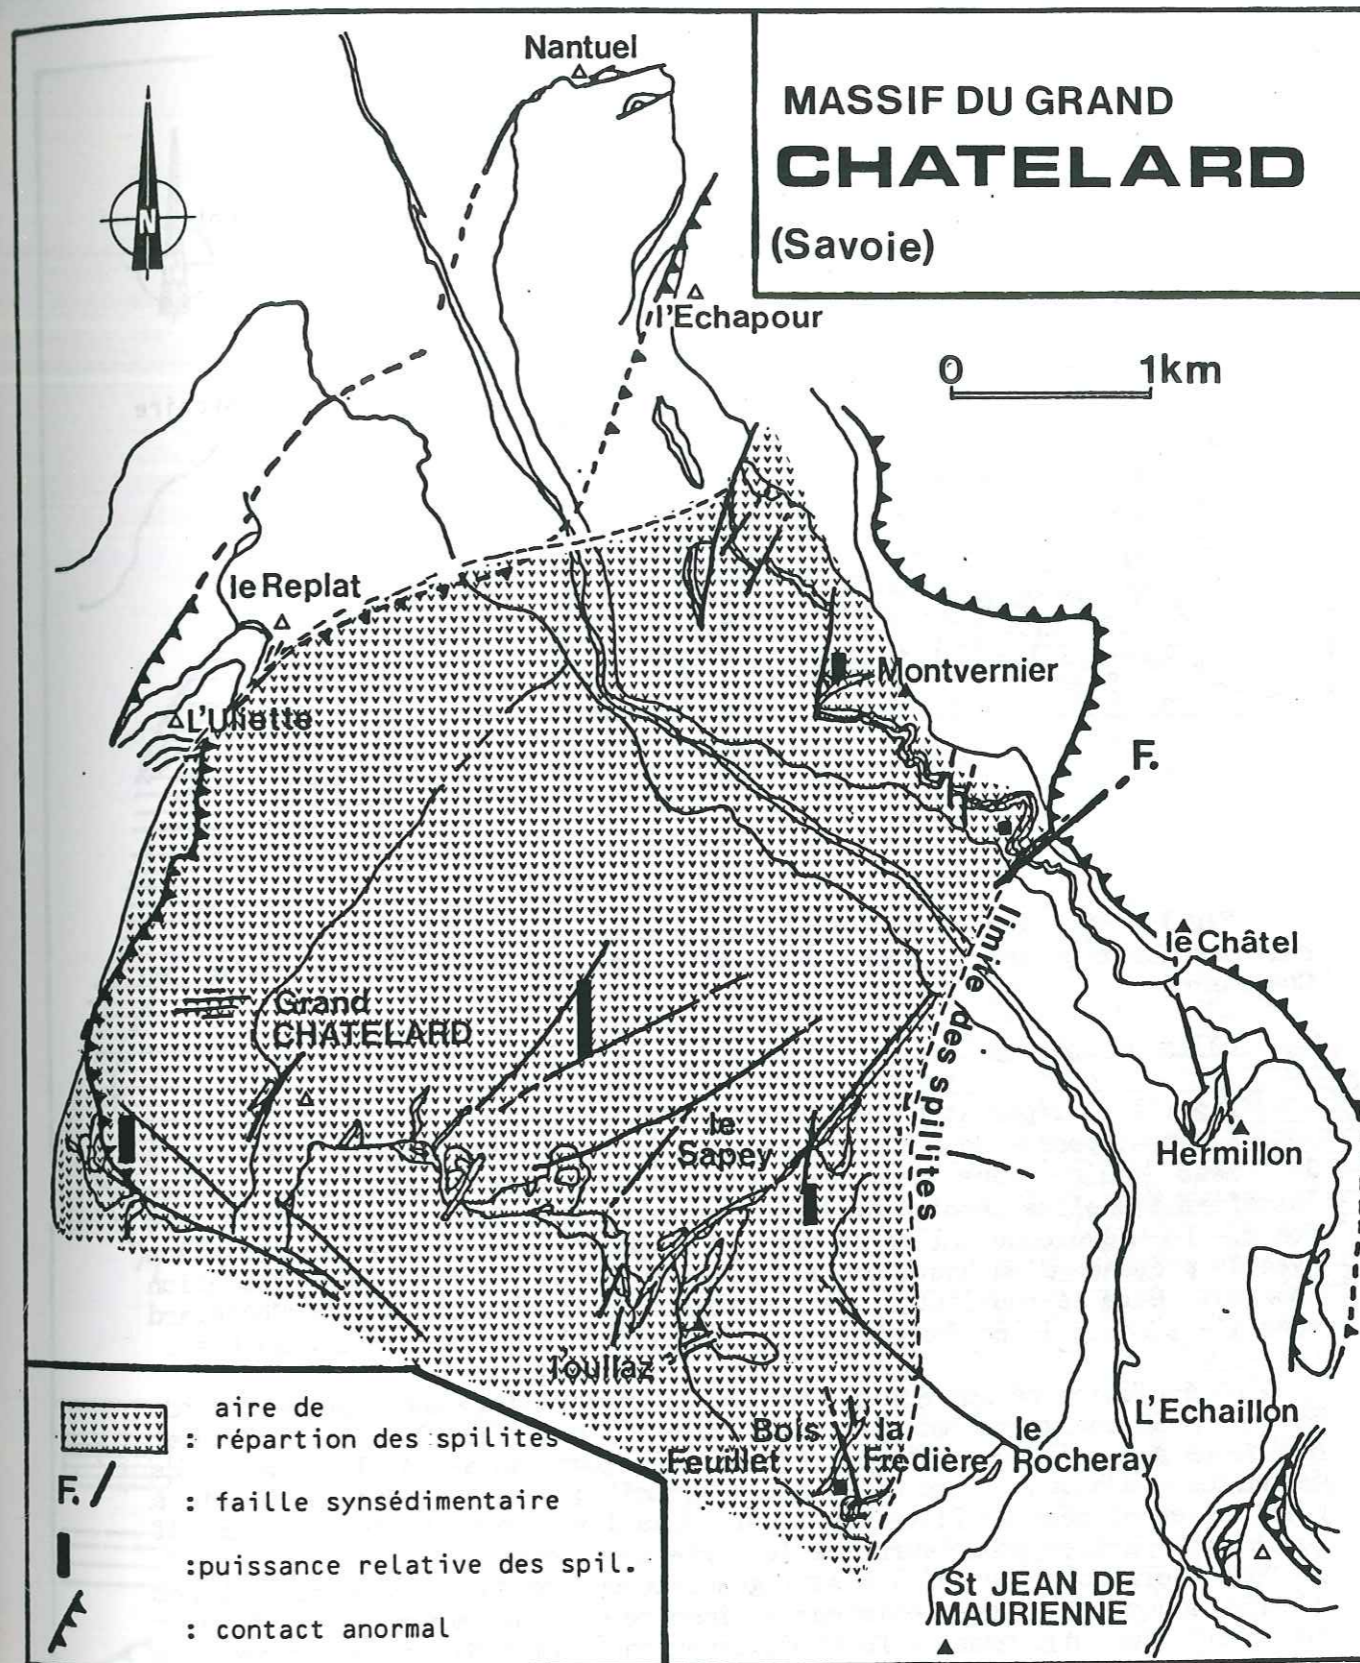 Nantuel
MASSIF DU GRAND
CHATELARD
(Savoie)
N
l'Echapour
0 1km
le Replat
Montvernier
L'Uliette
F.
limite des spilites
le Châtel
Grand
CHATELARD
le
Sapey
Hermillon
Toullaz
L'Echaillon
Bois
Feuillet
la
Fredière
le
Rocheray
St JEAN DE
MAURIENNE
aire de
: répartion des spilites
F.
: faille synsédimentaire
:puissance relative des spil.
: contact anormal